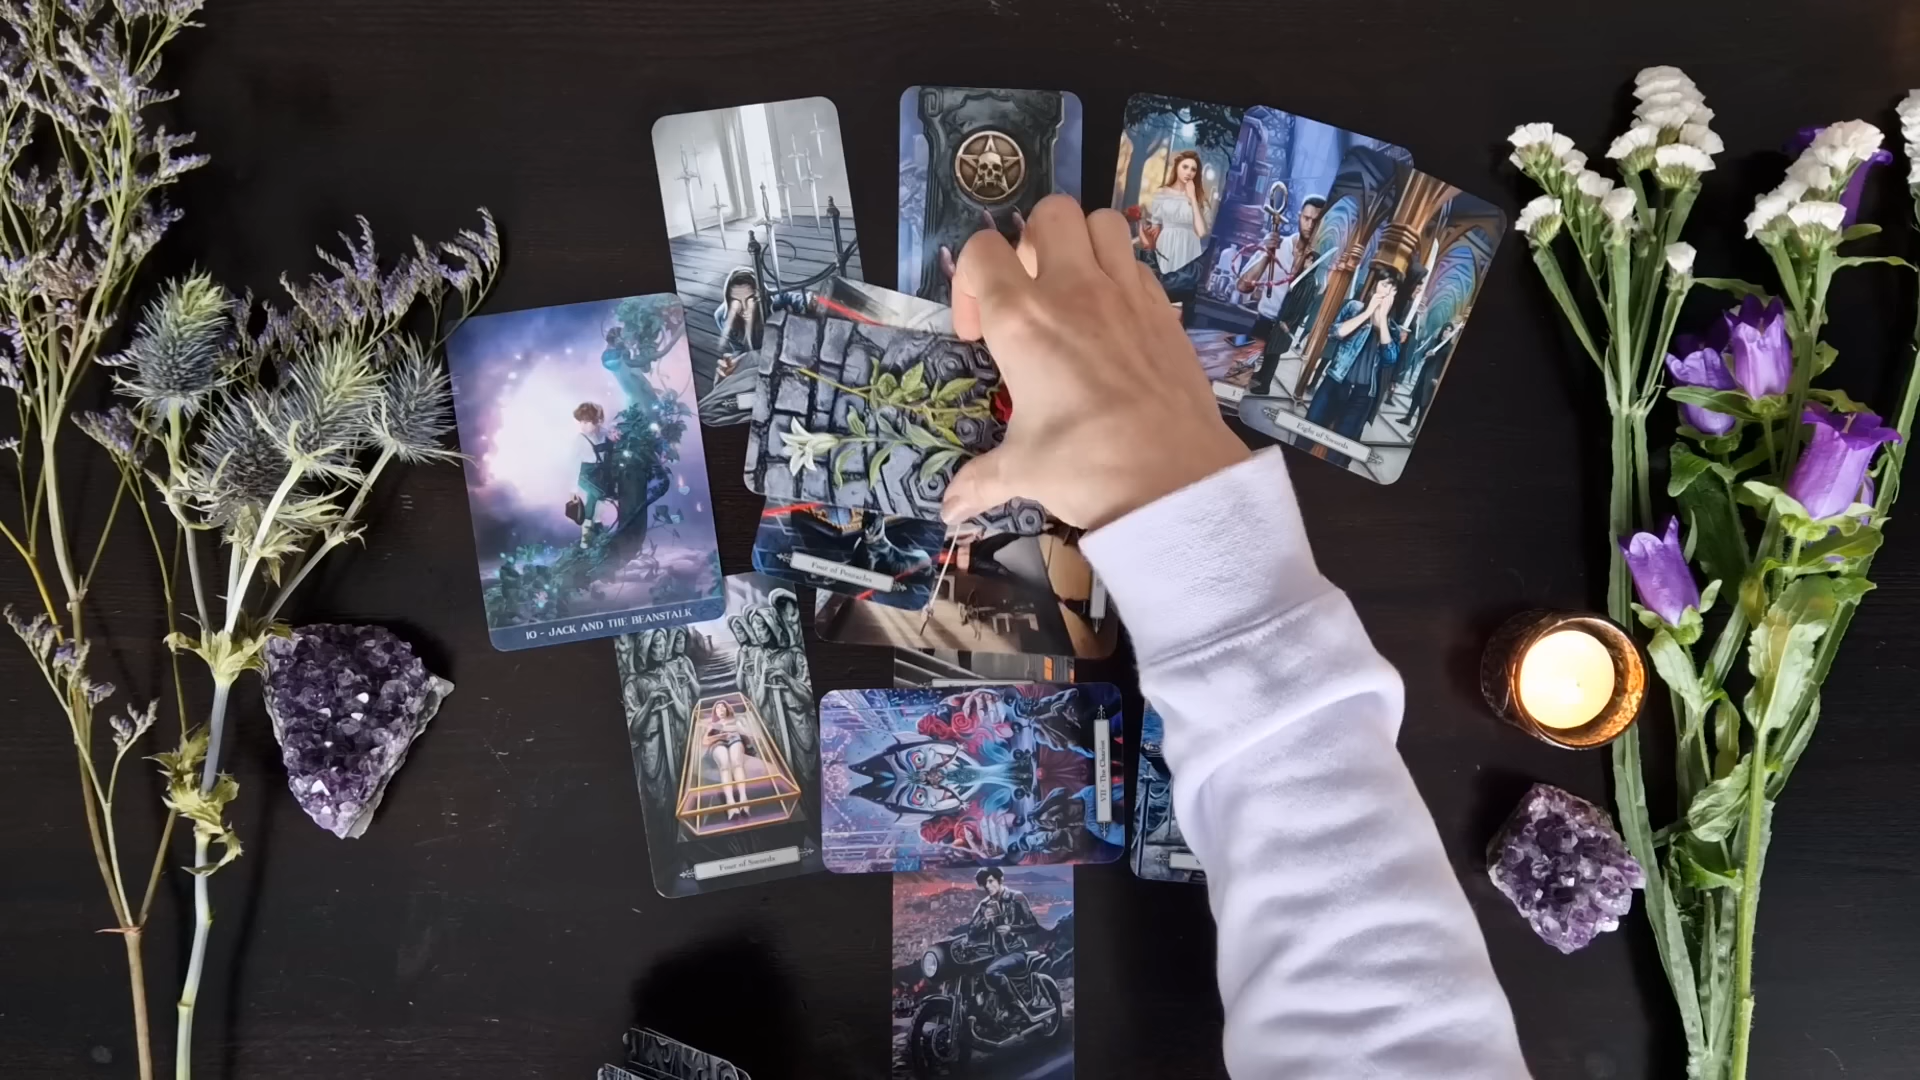 Eight of Swords
Four of Pentacles
10 - JACK AND THE BEANSTALK
VII - The Chariot
Four of Swords